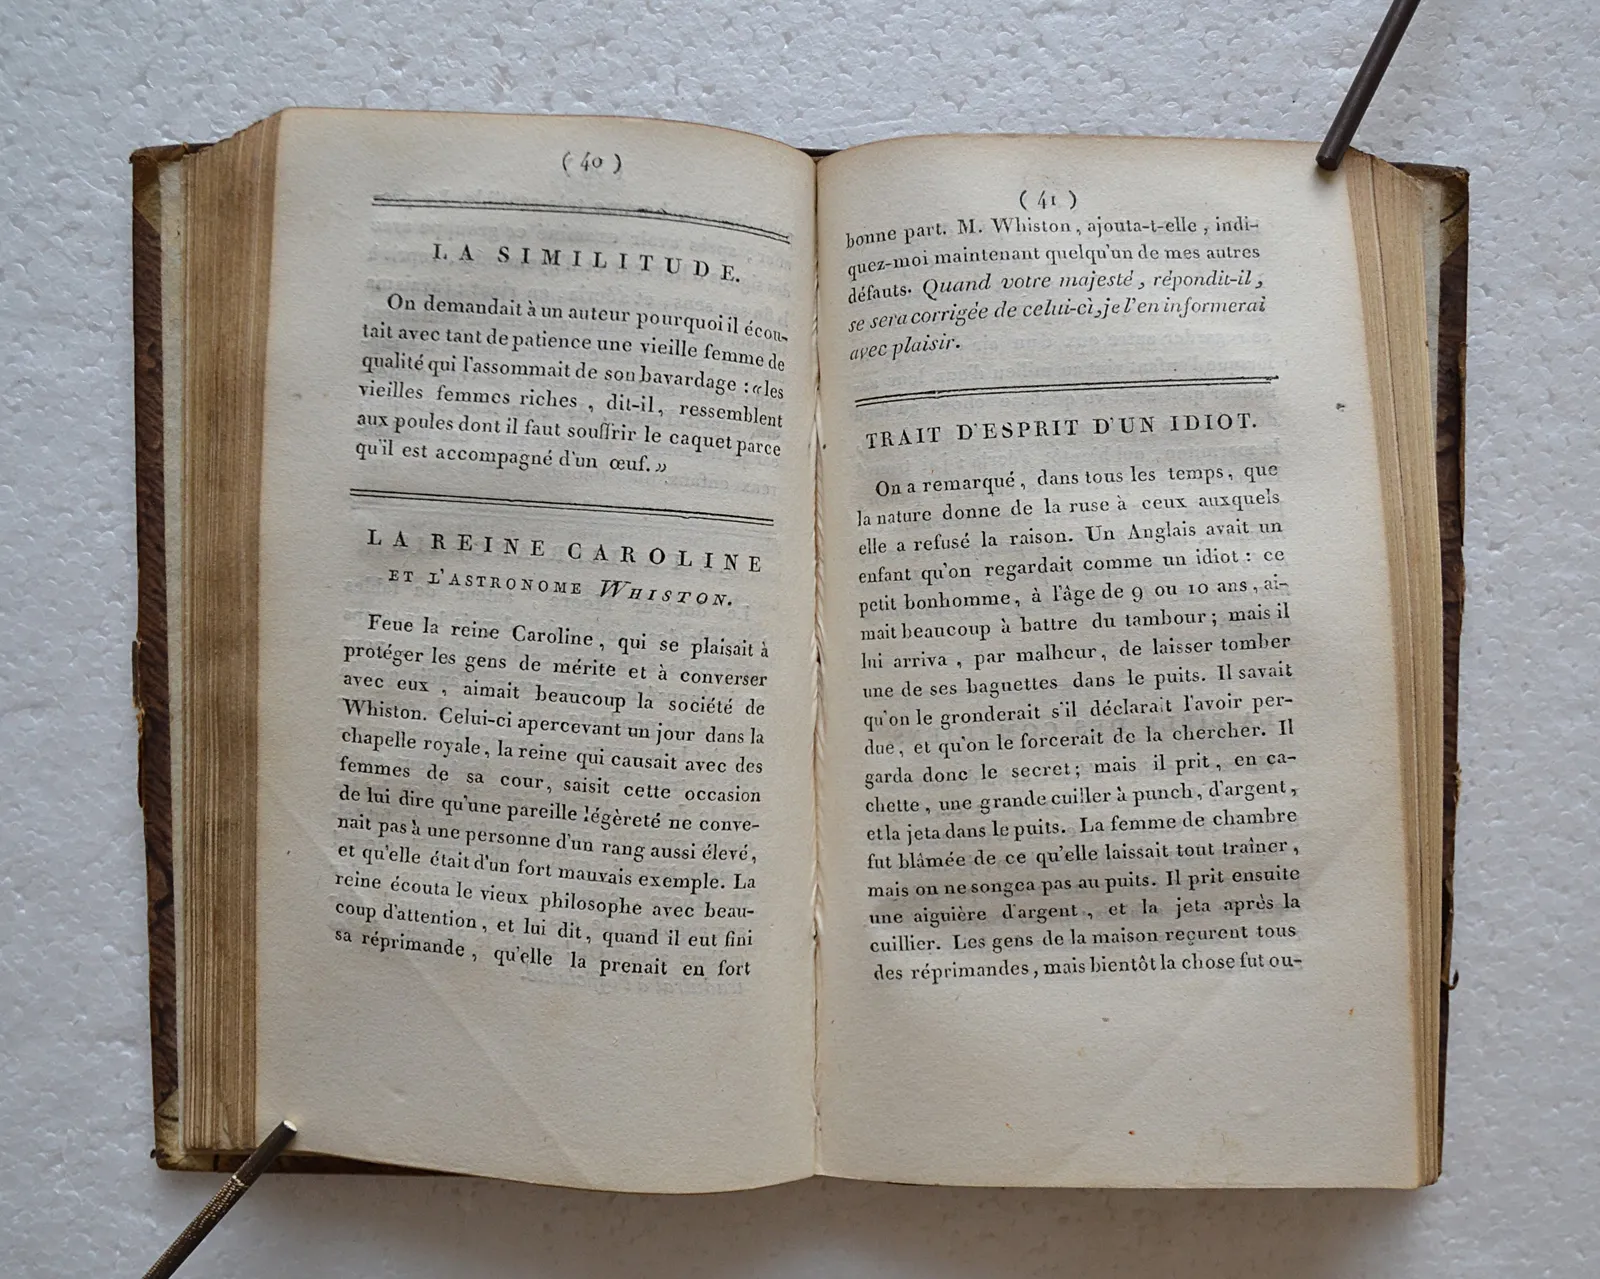 ( 40 )
LA SIMILITUDE.
On demandait à un auteur pourquoi il écou-
tait avec tant de patience une vieille femme de
qualité qui l'assommait de son bavardage : « les
vieilles femmes riches , dit-il, ressemblent
aux poules dont il faut souffrir le caquet parce
qu'il est accompagné d'un œuf. »
LA REINE CAROLINE
ET L'ASTRONOME WHISTON.
Feue la reine Caroline , qui se plaisait à
protéger les gens de mérite et à converser
avec eux , aimait beaucoup la société de
Whiston. Celui-ci apercevant un jour dans la
chapelle royale, la reine qui causait avec des
femmes de sa cour, saisit cette occasion
de lui dire qu'une pareille légèreté ne conve-
nait pas à une personne d'un rang aussi élevé,
et qu'elle était d'un fort mauvais exemple. La
reine écouta le vieux philosophe avec beau-
coup d'attention , et lui dit, quand il eut fini
sa réprimande , qu'elle la prenait en fort
( 41 )
bonne part. M. Whiston, ajouta-t-elle , indi-
quez-moi maintenant quelqu'un de mes autres
défauts. Quand votre majesté , répondit-il,
se sera corrigée de celui-ci, je l'en informerai
avec plaisir.
TRAIT D'ESPRIT D'UN IDIOT.
On a remarqué , dans tous les temps, que
la nature donne de la ruse à ceux auxquels
elle a refusé la raison. Un Anglais avait un
enfant qu'on regardait comme un idiot : ce
petit bonhomme, à l'âge de 9 ou 10 ans, ai-
mait beaucoup à battre du tambour ; mais il
lui arriva , par malheur, de laisser tomber
une de ses baguettes dans le puits. Il savait
qu'on le gronderait s'il déclarait l'avoir per-
due, et qu'on le forcerait de la chercher. Il
garda donc le secret; mais il prit, en ca-
chette , une grande cuiller à punch, d'argent,
et la jeta dans le puits. La femme de chambre
fut blâmée de ce qu'elle laissait tout traîner ,
mais on ne songea pas au puits. Il prit ensuite
une aiguière d'argent , et la jeta après la
cuillier. Les gens de la maison reçurent tous
des réprimandes, mais bientôt la chose fut ou-